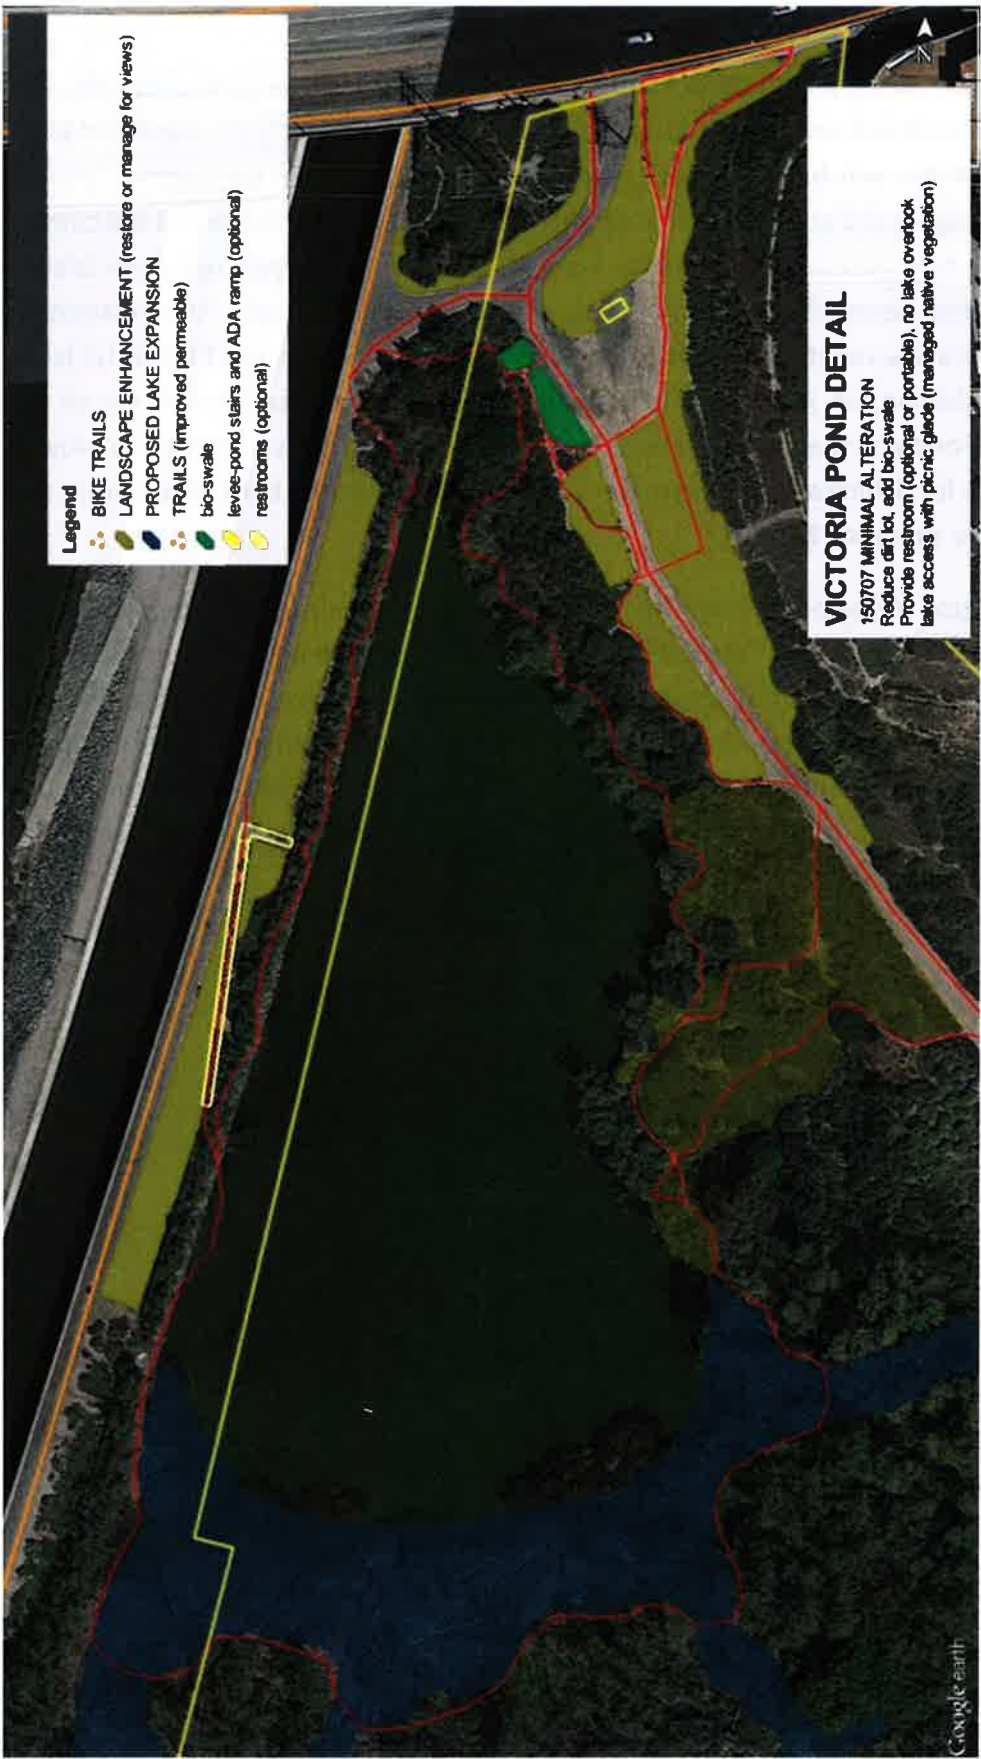 Legend
BIKE TRAILS
LANDSCAPE ENHANCEMENT (restore or manage for views)
PROPOSED LAKE EXPANSION
TRAILS (improved permeable)
bio-swale
levee-pond stairs and ADA ramp (optional)
restrooms (optional)
VICTORIA POND DETAIL
150707 MINIMAL ALTERATION
Reduce dirt lot, add bio-swale
Provide restroom (optional or portable), no lake overlook
lake access with picnic glade (managed native vegetation)
N
Google earth